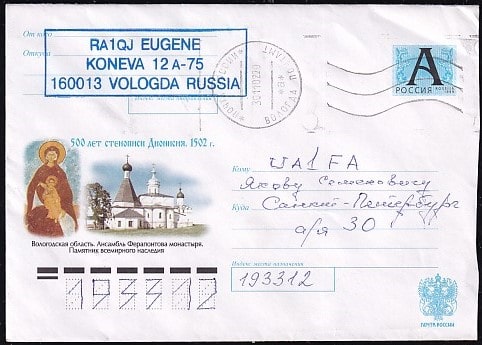 От кого
Откуда
RA1QJ EUGENE
KONEVA 12 A-75
160013 VOLOGDA RUSSIA
ВОЛОГДА
А
РОССИЯ
500 лет стенописи Дионисия. 1502 г.
Кому UA1FA
Якову Семеновичу
Куда Санкт-Петербург
а/я 30
Вологодская область. Ансамбль Ферапонтова монастыря.
Памятник всемирного наследия
Индекс места назначения
193312
193312
ПОЧТА РОССИИ